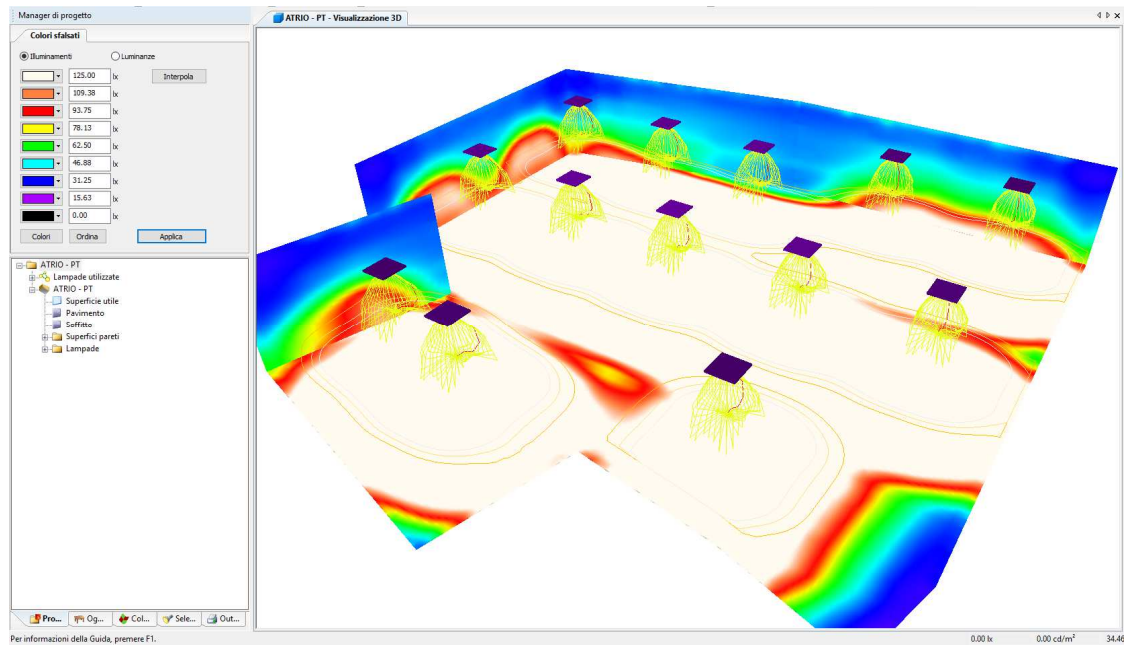 Manager di progetto
Colori sfalsati
Illuminamenti Luminanze
125.00 lx Interpola
109.38 lx
93.75 lx
78.13 lx
62.50 lx
46.88 lx
31.25 lx
15.63 lx
0.00 lx
Colori Ordina Applica
ATRIO - PT
Lampade utilizzate
ATRIO - PT
Superficie utile
Pavimento
Soffitto
Superfici pareti
Lampade
Pro... Og... Col... Sele... Out...
ATRIO - PT - Visualizzazione 3D
Per informazioni della Guida, premere F1.
0.00 lx 0.00 cd/m² 34.46